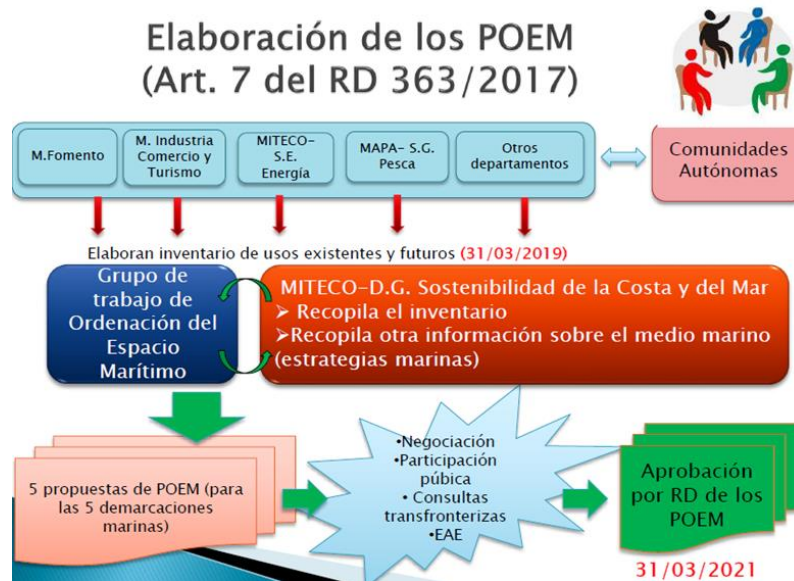 Elaboración de los POEM
(Art. 7 del RD 363/2017)
M.Fomento
M. Industria
Comercio y
Turismo
MITECO-
S.E.
Energía
MAPA- S.G.
Pesca
Otros
departamentos
Comunidades
Autónomas
Elaboran inventario de usos existentes y futuros (31/03/2019)
Grupo de
trabajo de
Ordenación del
Espacio
Marítimo
MITECO-D.G. Sostenibilidad de la Costa y del Mar
➢ Recopila el inventario
➢Recopila otra información sobre el medio marino
(estrategias marinas)
5 propuestas de POEM (para
las 5 demarcaciones
marinas)
•Negociación
•Participación
púbica
• Consultas
transfronterizas
•EAE
Aprobación
por RD de los
POEM
31/03/2021